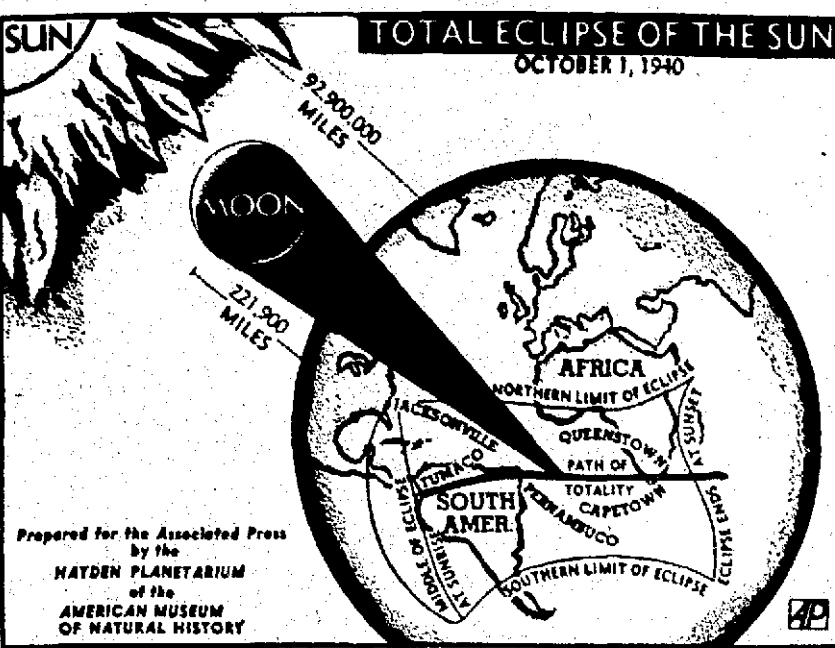 SUN
TOTAL ECLIPSE OF THE SUN
OCTOBER 1, 1940
92,900,000
MILES
MOON
221,900
MILES
AFRICA
NORTHERN LIMIT OF ECLIPSE
JACKSONVILLE
QUEENSTOWN
AT SUNSET
TUMACO
PATH OF
TOTALITY
CAPETOWN
SOUTH
AMER.
PERNAMBUCO
MIDDLE OF ECLIPSE
AT SUNRISE
ECLIPSE ENDS
SOUTHERN LIMIT OF ECLIPSE
Prepared for the Associated Press
by the
HAYDEN PLANETARIUM
of the
AMERICAN MUSEUM
OF NATURAL HISTORY
AP